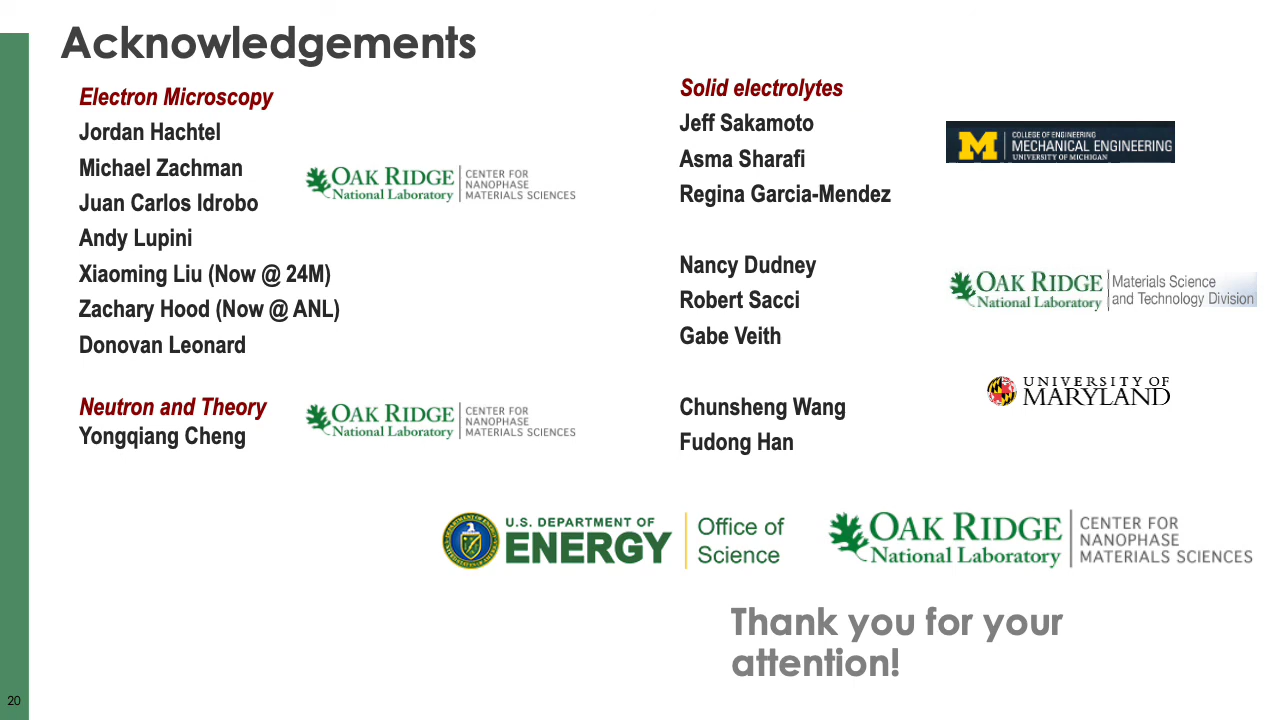 Acknowledgements
Electron Microscopy
Jordan Hachtel
Michael Zachman
Juan Carlos Idrobo
Andy Lupini
Xiaoming Liu (Now @ 24M)
Zachary Hood (Now @ ANL)
Donovan Leonard
OAK RIDGE
National Laboratory
CENTER FOR
NANOPHASE
MATERIALS SCIENCES
Neutron and Theory
Yongqiang Cheng
OAK RIDGE
National Laboratory
CENTER FOR
NANOPHASE
MATERIALS SCIENCES
Solid electrolytes
Jeff Sakamoto
Asma Sharafi
Regina Garcia-Mendez
M
COLLEGE OF ENGINEERING
MECHANICAL ENGINEERING
UNIVERSITY OF MICHIGAN
Nancy Dudney
Robert Sacci
Gabe Veith
OAK RIDGE
National Laboratory
Materials Science
and Technology Division
Chunsheng Wang
Fudong Han
UNIVERSITY OF
MARYLAND
U.S. DEPARTMENT OF
ENERGY
Office of
Science
OAK RIDGE
National Laboratory
CENTER FOR
NANOPHASE
MATERIALS SCIENCES
Thank you for your
attention!
20